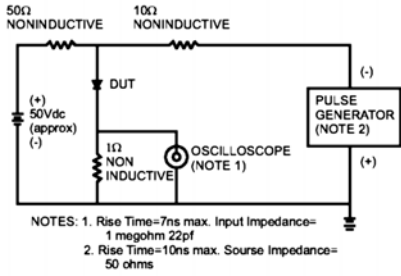 50Ω
NONINDUCTIVE
10Ω
NONINDUCTIVE
DUT
(+)
50Vdc
(approx)
(-)
1Ω
NON
INDUCTIVE
OSCILLOSCOPE
(NOTE 1)
(-)
PULSE
GENERATOR
(NOTE 2)
(+)
NOTES: 1. Rise Time=7ns max. Input Impedance=
1 megohm 22pf
2. Rise Time=10ns max. Sourse Impedance=
50 ohms